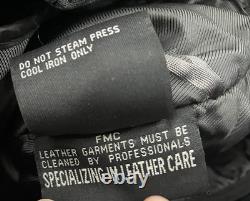 DO NOT STEAM PRESS
COOL IRON ONLY
FMC
LEATHER GARMENTS MUST BE
CLEANED BY PROFESSIONALS
SPECIALIZING IN LEATHER CARE